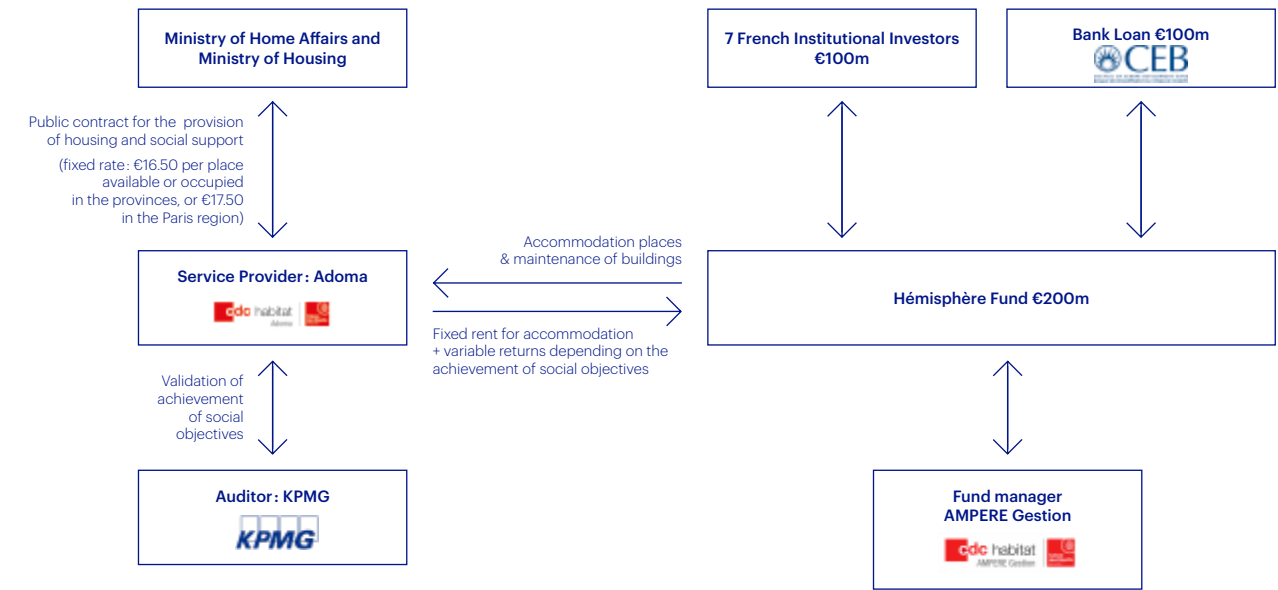 Ministry of Home Affairs and
Ministry of Housing
7 French Institutional Investors
€100m
Bank Loan €100m
CEB
Public contract for the provision
of housing and social support
(fixed rate: €16.50 per place
available or occupied
in the provinces, or €17.50
in the Paris region)
Service Provider: Adoma
cdc habitat
Adoma
Accommodation places
& maintenance of buildings
Fixed rent for accommodation
+ variable returns depending on the
achievement of social objectives
Hémisphère Fund €200m
Validation of
achievement
of social
objectives
Auditor: KPMG
KPMG
Fund manager
AMPERE Gestion
cdc habitat
AMPERE Gestion